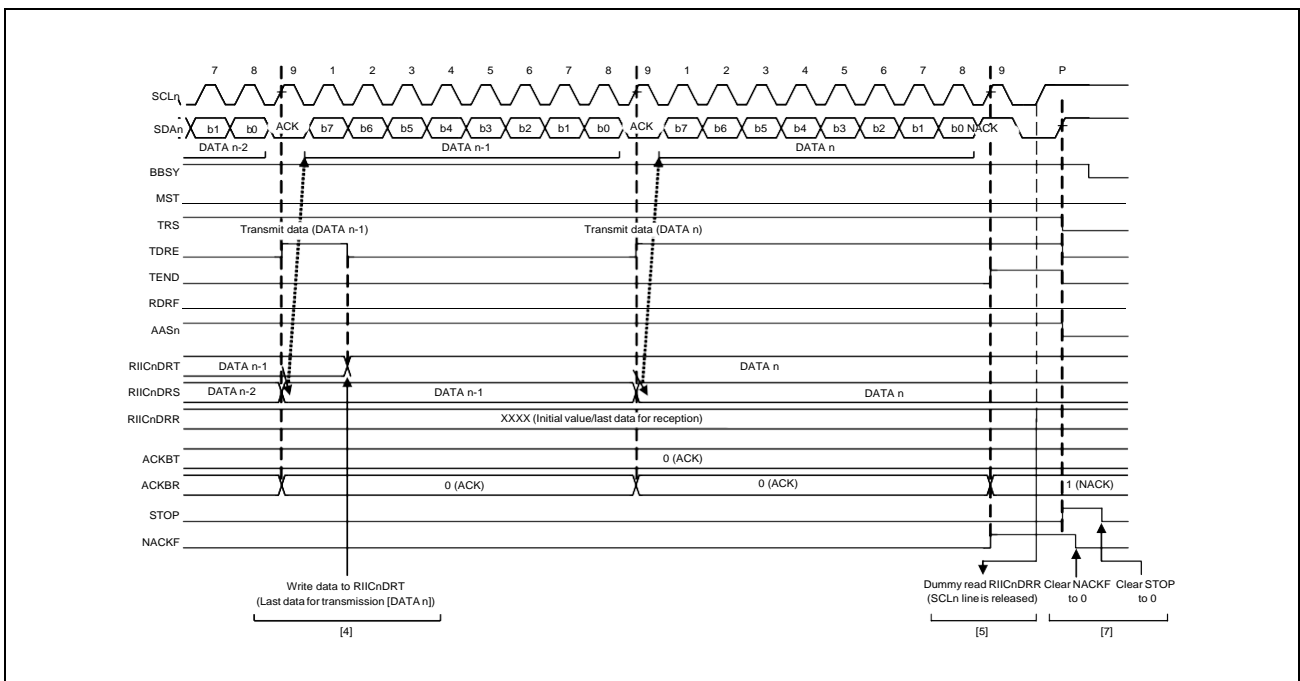 7 8 9 1 2 3 4 5 6 7 8 9 1 2 3 4 5 6 7 8 9 P
SCLn
SDAn b1 b0 ACK b7 b6 b5 b4 b3 b2 b1 b0 ACK b7 b6 b5 b4 b3 b2 b1 b0 NACK
DATA n-2 DATA n-1 DATA n
BBSY
MST
TRS
Transmit data (DATA n-1) Transmit data (DATA n)
TDRE
TEND
RDRF
AASn
RIICnDRT DATA n-1 DATA n
RIICnDRS DATA n-2 DATA n-1 DATA n
RIICnDRR XXXX (Initial value/last data for reception)
ACKBT 0 (ACK)
ACKBR 0 (ACK) 0 (ACK) 1 (NACK)
STOP
NACKF
Write data to RIICnDRT
(Last data for transmission [DATA n])
[4]
Dummy read RIICnDRR
(SCLn line is released)
[5]
Clear NACKF
to 0
Clear STOP
to 0
[7]